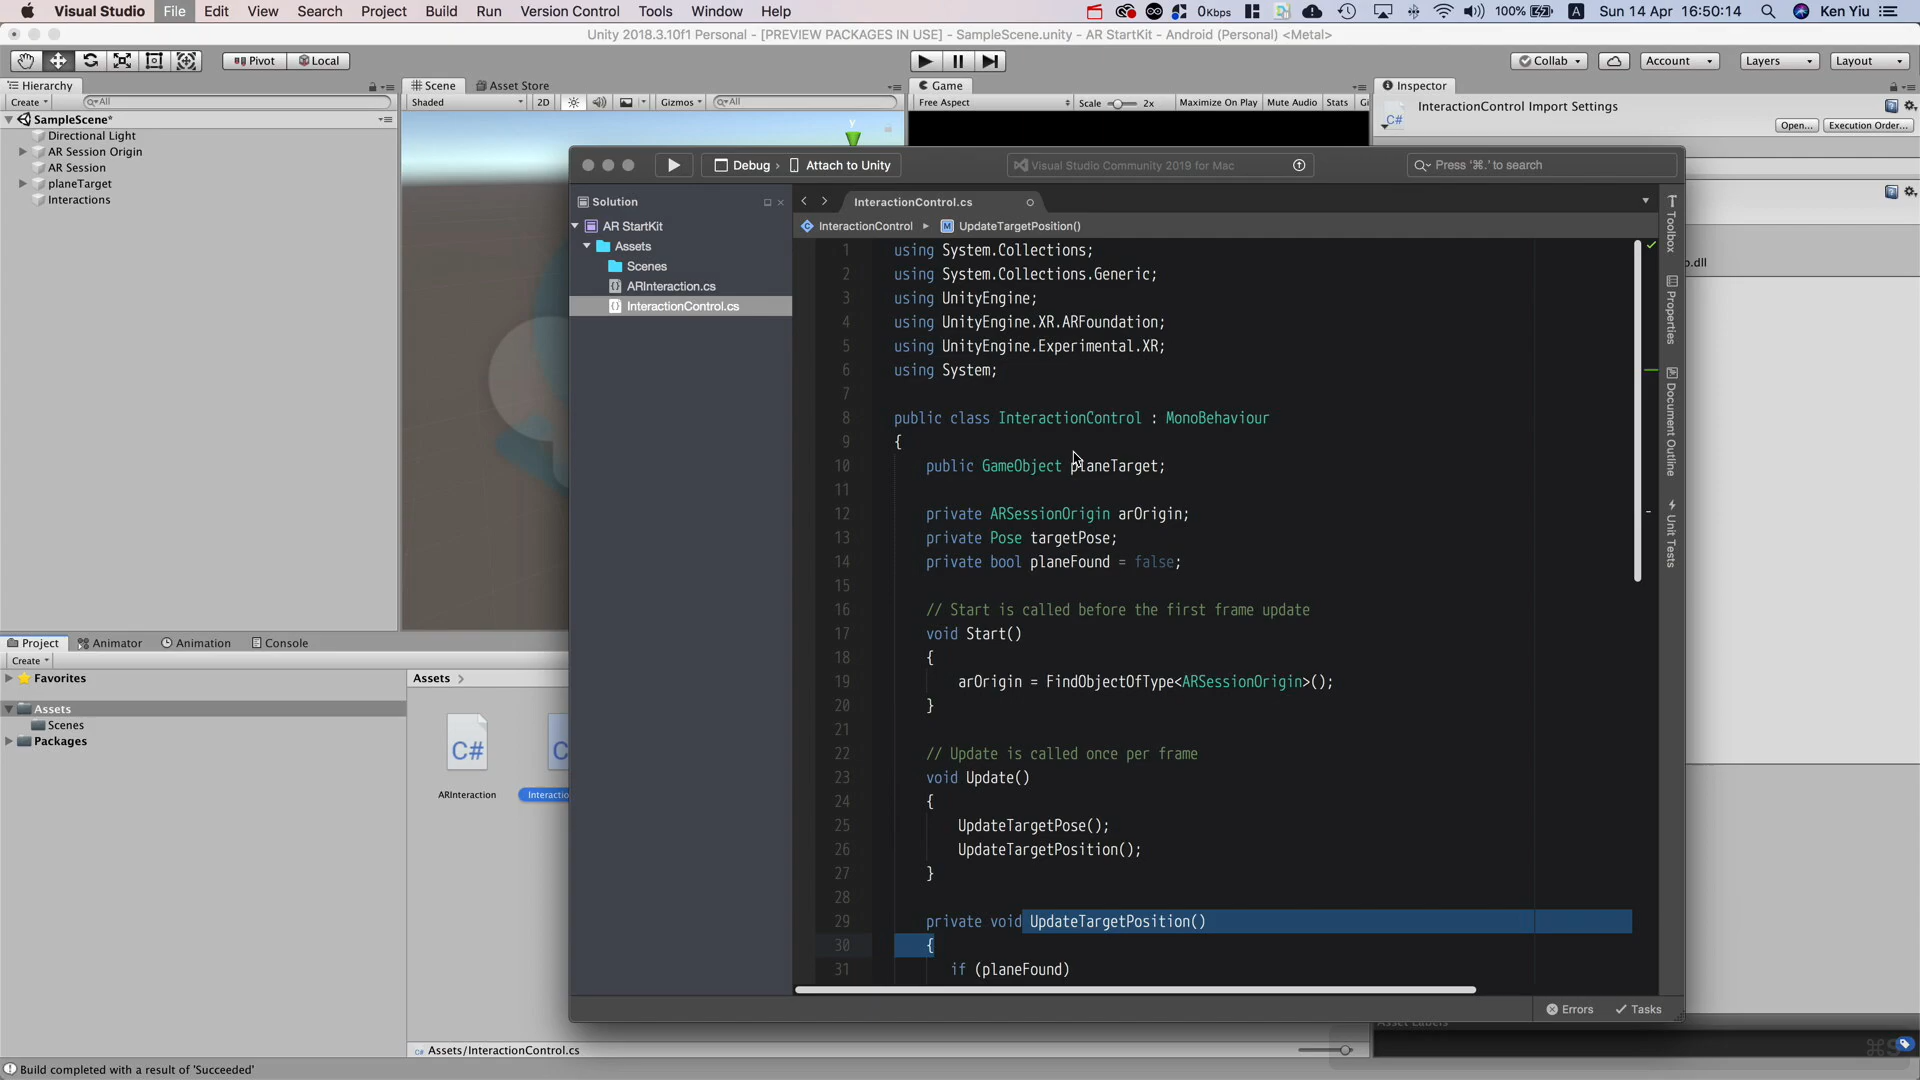 Visual Studio File Edit View Search Project Build Run Version Control Tools Window Help 0Kbps 100% A Sun 14 Apr 16:50:14 Ken Yiu
Unity 2018.3.10f1 Personal - [PREVIEW PACKAGES IN USE] - SampleScene.unity - AR StartKit - Android (Personal) <Metal>
Pivot Local Collab Account Layers Layout
Hierarchy Scene Asset Store Game Inspector
Create All Shaded 2D Gizmos All Free Aspect Scale 2x Maximize On Play Mute Audio Stats Gi
InteractionControl Import Settings
Open... Execution Order...
SampleScene*
Directional Light
AR Session Origin
AR Session
planeTarget
Interactions
y
C#
Debug Attach to Unity Visual Studio Community 2019 for Mac Press '⌘.' to search
Solution
AR StartKit
Assets
Scenes
ARInteraction.cs
InteractionControl.cs
InteractionControl.cs
InteractionControl UpdateTargetPosition()
1 using System.Collections;
2 using System.Collections.Generic;
3 using UnityEngine;
4 using UnityEngine.XR.ARFoundation;
5 using UnityEngine.Experimental.XR;
6 using System;
7
8 public class InteractionControl : MonoBehaviour
9 {
10 public GameObject planeTarget;
11
12 private ARSessionOrigin arOrigin;
13 private Pose targetPose;
14 private bool planeFound = false;
15
16 // Start is called before the first frame update
17 void Start()
18 {
19 arOrigin = FindObjectOfType<ARSessionOrigin>();
20 }
21
22 // Update is called once per frame
23 void Update()
24 {
25 UpdateTargetPose();
26 UpdateTargetPosition();
27 }
28
29 private void UpdateTargetPosition()
30 {
31 if (planeFound)
Toolbox
Properties
Document Outline
Unit Tests
o.dll
Errors Tasks
Project Animator Animation Console
Create
Favorites
Assets
Scenes
Packages
Assets
C#
ARInteraction
Interactio
Assets/InteractionControl.cs
Asset Labels
⌘S
Build completed with a result of 'Succeeded'